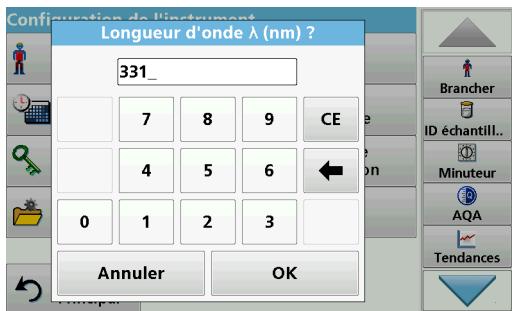 Configuration de l'instrument
Longueur d'onde λ (nm) ?
331_
7 8 9 CE
4 5 6
0 1 2 3
Annuler OK
Principal
Brancher
ID échantill..
Minuteur
AQA
Tendances